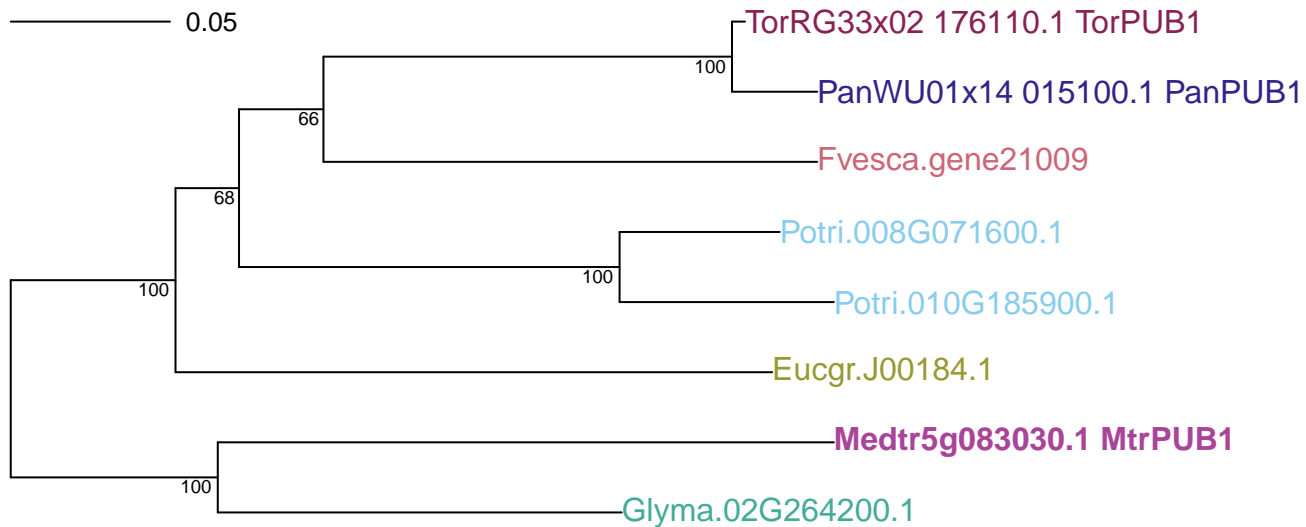 0.05
TorRG33x02 176110.1 TorPUB1
100
PanWU01x14 015100.1 PanPUB1
66
Fvesca.gene21009
68
Potri.008G071600.1
100
100
Potri.010G185900.1
Eucgr.J00184.1
Medtr5g083030.1 MtrPUB1
100
Glyma.02G264200.1